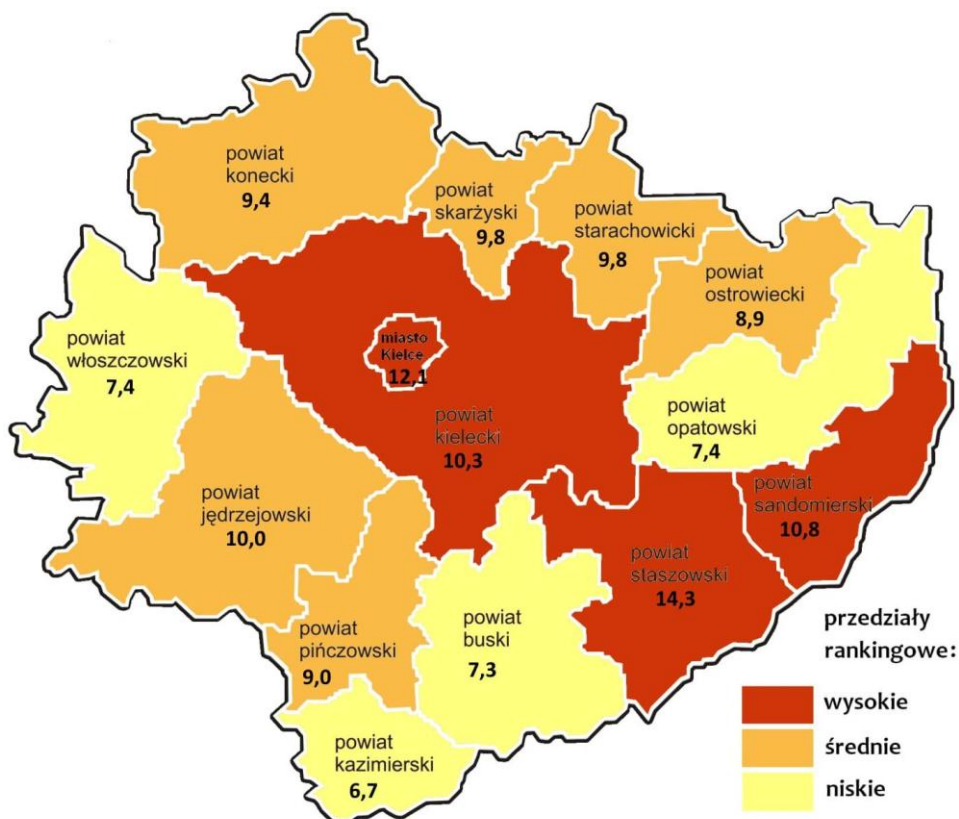 powiat
konecki
9,4
powiat
skarżyski
9,8
powiat
starachowicki
9,8
powiat
ostrowiecki
8,9
powiat
włoszczowski
7,4
miasto
Kielce
12,1
powiat
kielecki
10,3
powiat
opatowski
7,4
powiat
sandomierski
10,8
powiat
jędrzejowski
10,0
powiat
staszowski
14,3
powiat
pińczowski
9,0
powiat
buski
7,3
powiat
kazimierski
6,7
przedziały
rankingowe:
wysokie
średnie
niskie